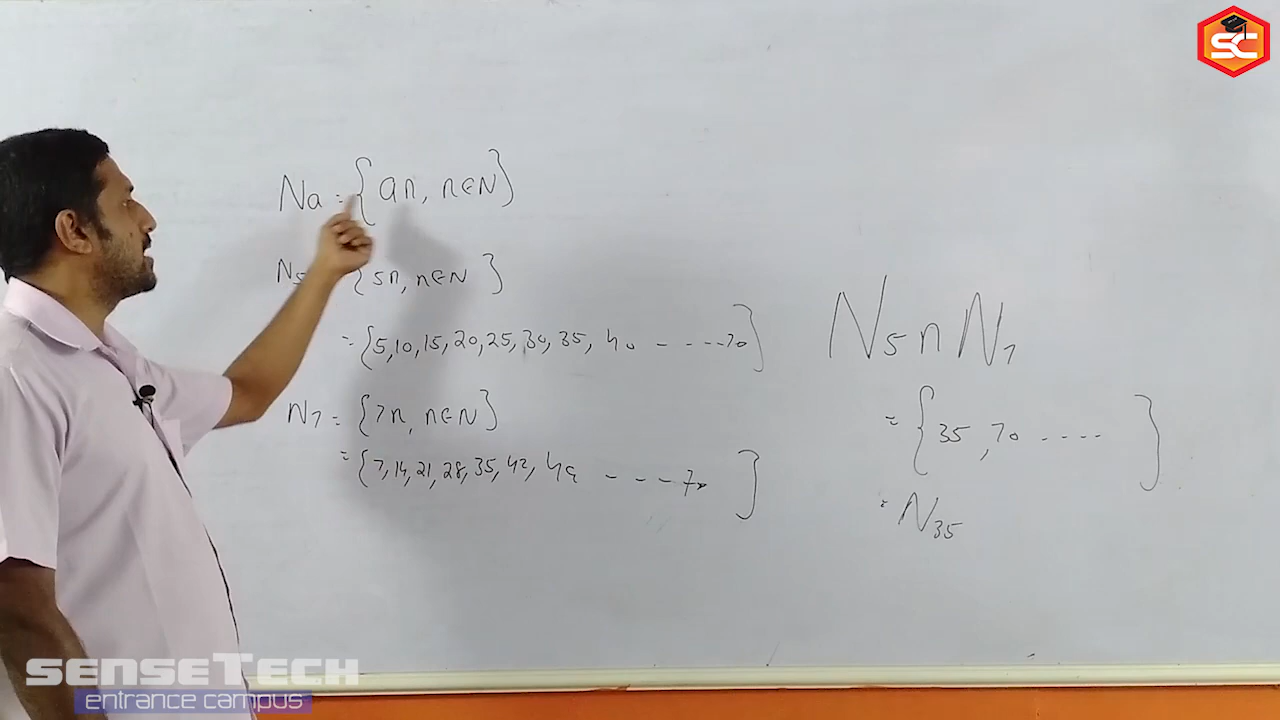 Na = {an, n∈N}
N5 = {5n, n∈N }
= {5,10,15,20,25,30,35, 40 - - ---70 }
N7 = {7n, n∈N}
= {7,14,21,28,35,42,49 - - - - 70 }
N5 ∩ N7
= { 35,70 ----- }
= N35
SC
SENSETECH
entrance campus